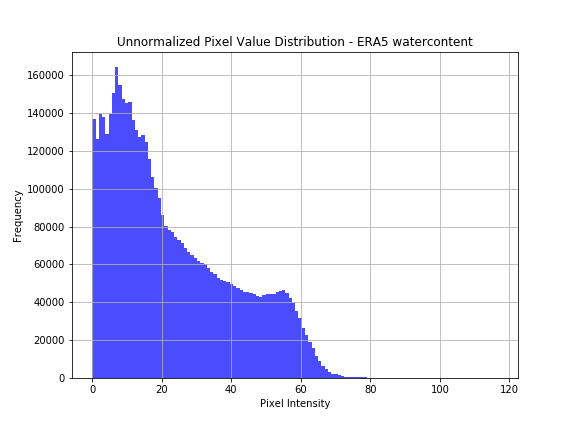 Unnormalized Pixel Value Distribution - ERA5 watercontent
160000
140000
120000
100000
80000
60000
40000
20000
0
Frequency
0 20 40 60 80 100 120
Pixel Intensity